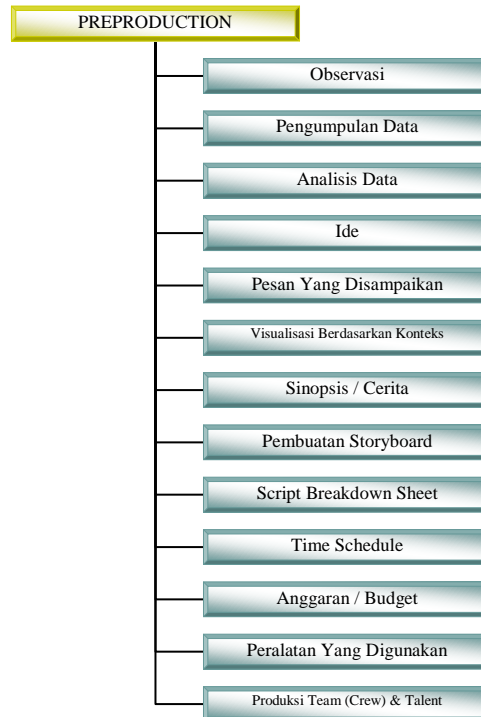 PREPRODUCTION
Observasi
Pengumpulan Data
Analisis Data
Ide
Pesan Yang Disampaikan
Visualisasi Berdasarkan Konteks
Sinopsis / Cerita
Pembuatan Storyboard
Script Breakdown Sheet
Time Schedule
Anggaran / Budget
Peralatan Yang Digunakan
Produksi Team (Crew) & Talent